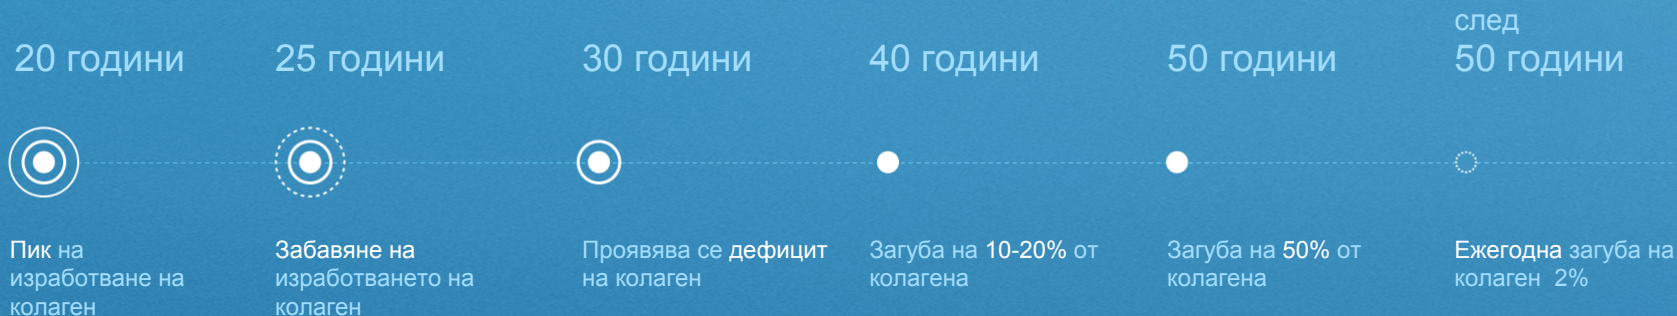 20 години
Пик на
изработване на
колаген
25 години
Забавяне на
изработването на
колаген
30 години
Проявява се дефицит
на колаген
40 години
Загуба на 10-20% от
колагена
50 години
Загуба на 50% от
колагена
след
50 години
Ежегодна загуба на
колаген 2%